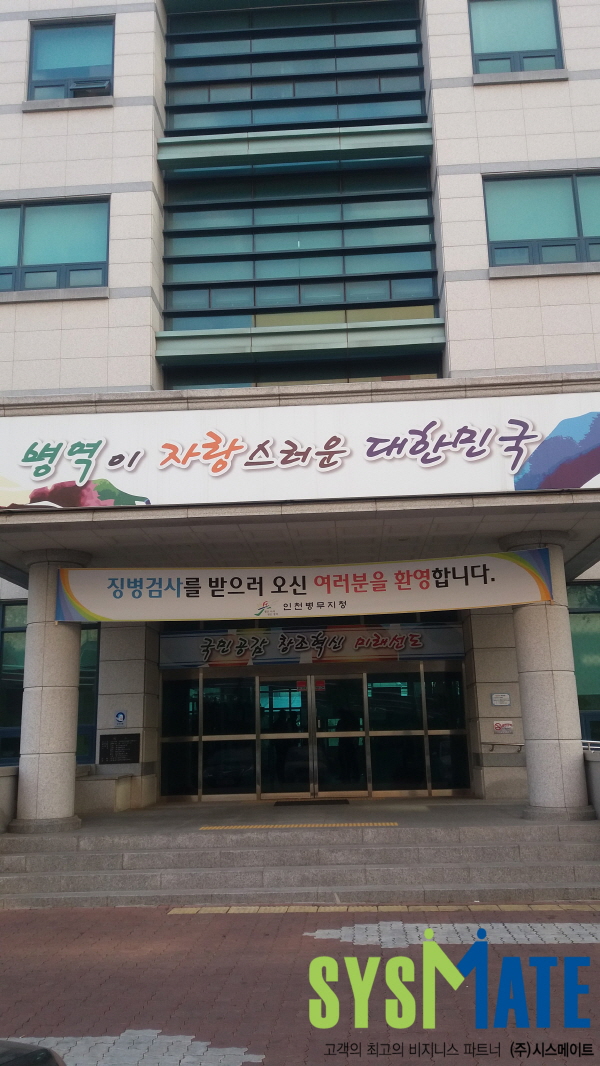 병역이 자랑스러운 대한민국
징병검사를 받으러 오신 여러분을 환영합니다.
인천병무지청
국민공감 창조혁신 미래선도
SYSMATE
고객의 최고의 비지니스 파트너 (주)시스메이트